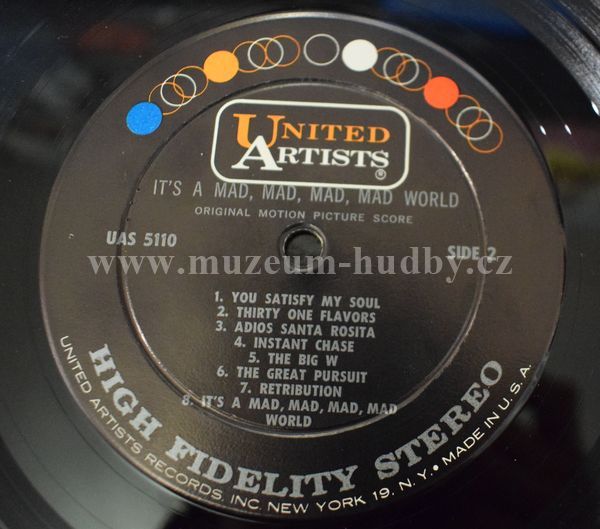 UNITED
ARTISTS
®
IT'S A MAD, MAD, MAD, MAD WORLD
ORIGINAL MOTION PICTURE SCORE
UAS 5110
SIDE 2
www.muzeum-hudby.cz
1. YOU SATISFY MY SOUL
2. THIRTY ONE FLAVORS
3. ADIOS SANTA ROSITA
4. INSTANT CHASE
5. THE BIG W
6. THE GREAT PURSUIT
7. RETRIBUTION
8. IT'S A MAD, MAD, MAD, MAD
WORLD
HIGH FIDELITY STEREO
UNITED ARTISTS RECORDS, INC. NEW YORK 19, N.Y. • MADE IN U.S.A.